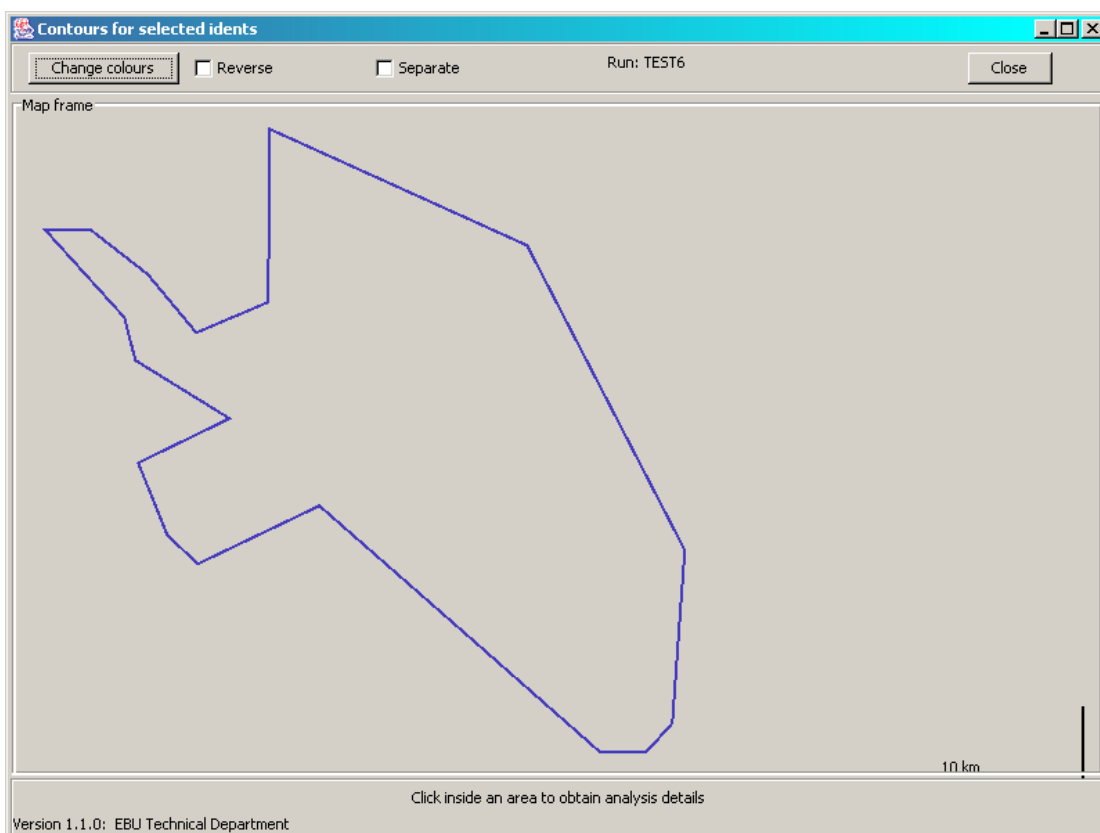 Contours for selected idents
Change colours Reverse Separate Run: TEST6 Close
Map frame
10 km
Click inside an area to obtain analysis details
Version 1.1.0: EBU Technical Department